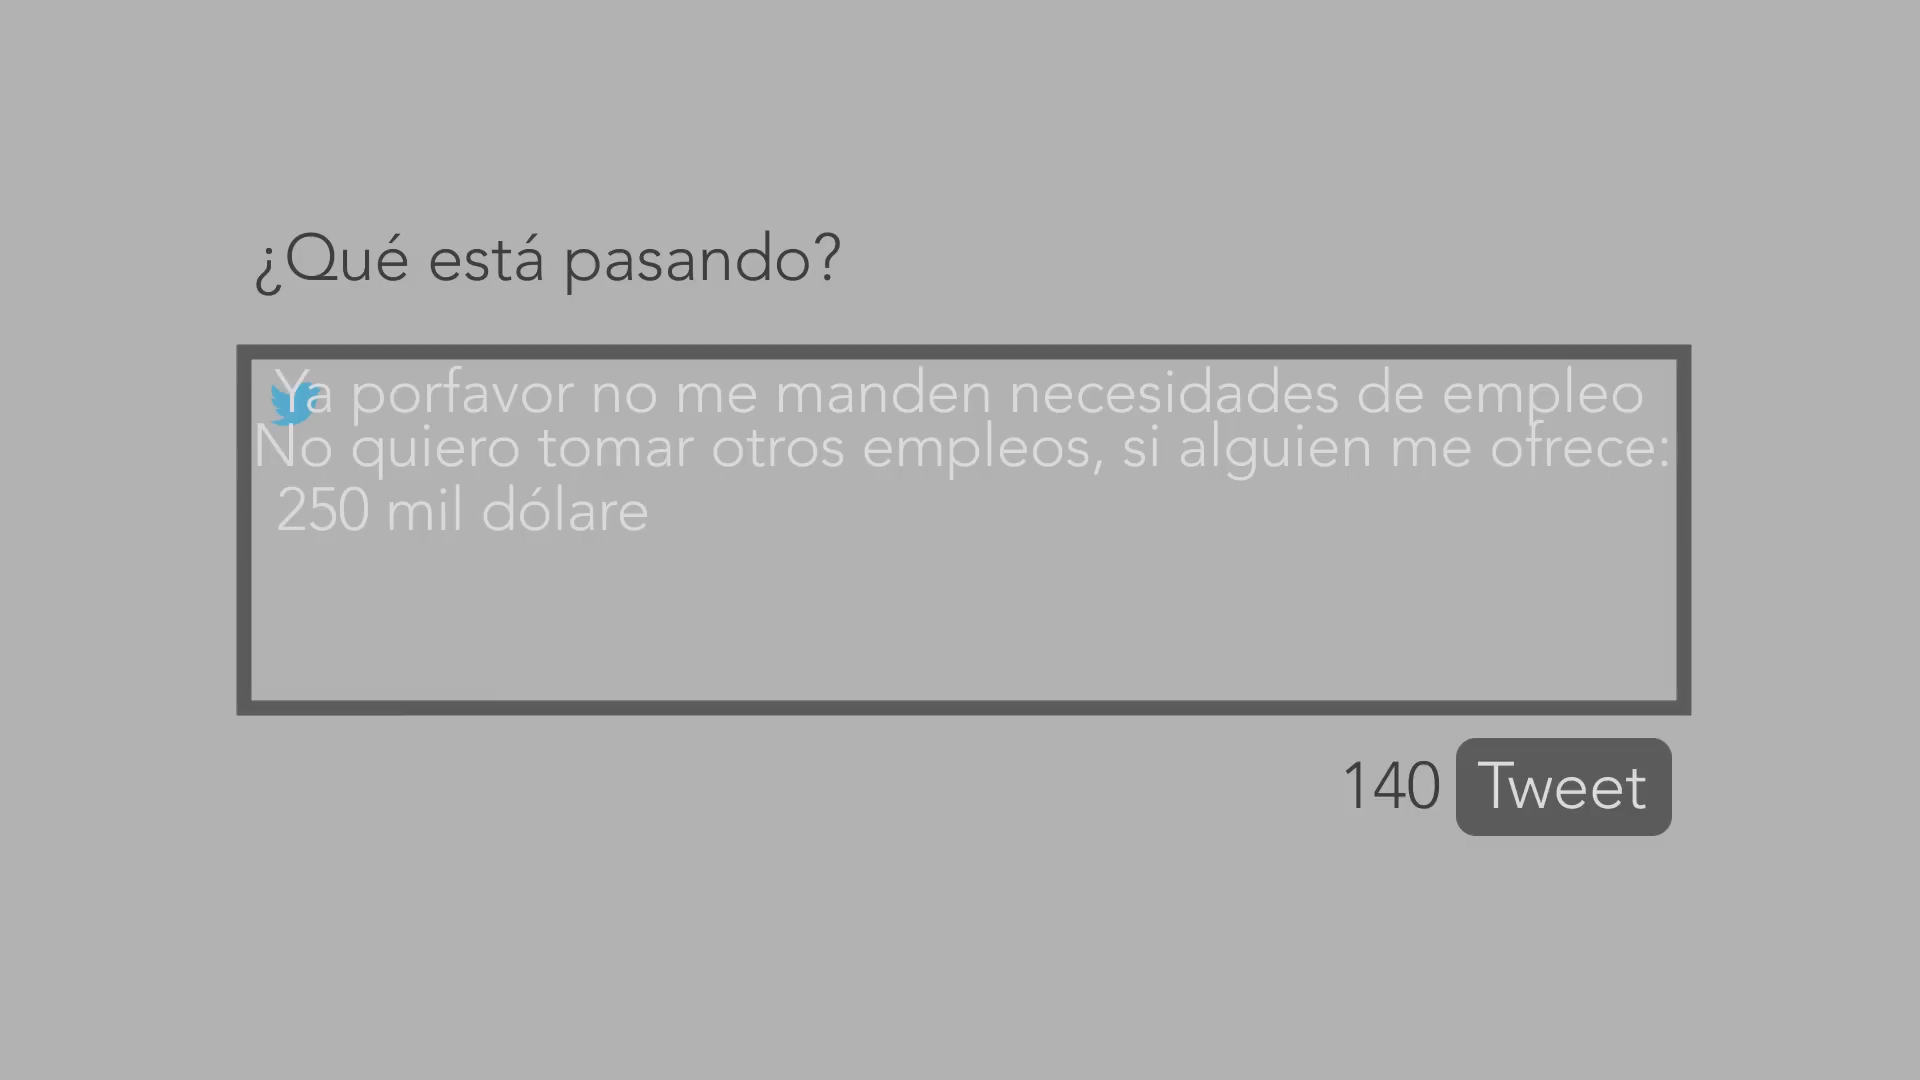 ¿Qué está pasando?
Ya porfavor no me manden necesidades de empleo
No quiero tomar otros empleos, si alguien me ofrece:
250 mil dólare
140
Tweet